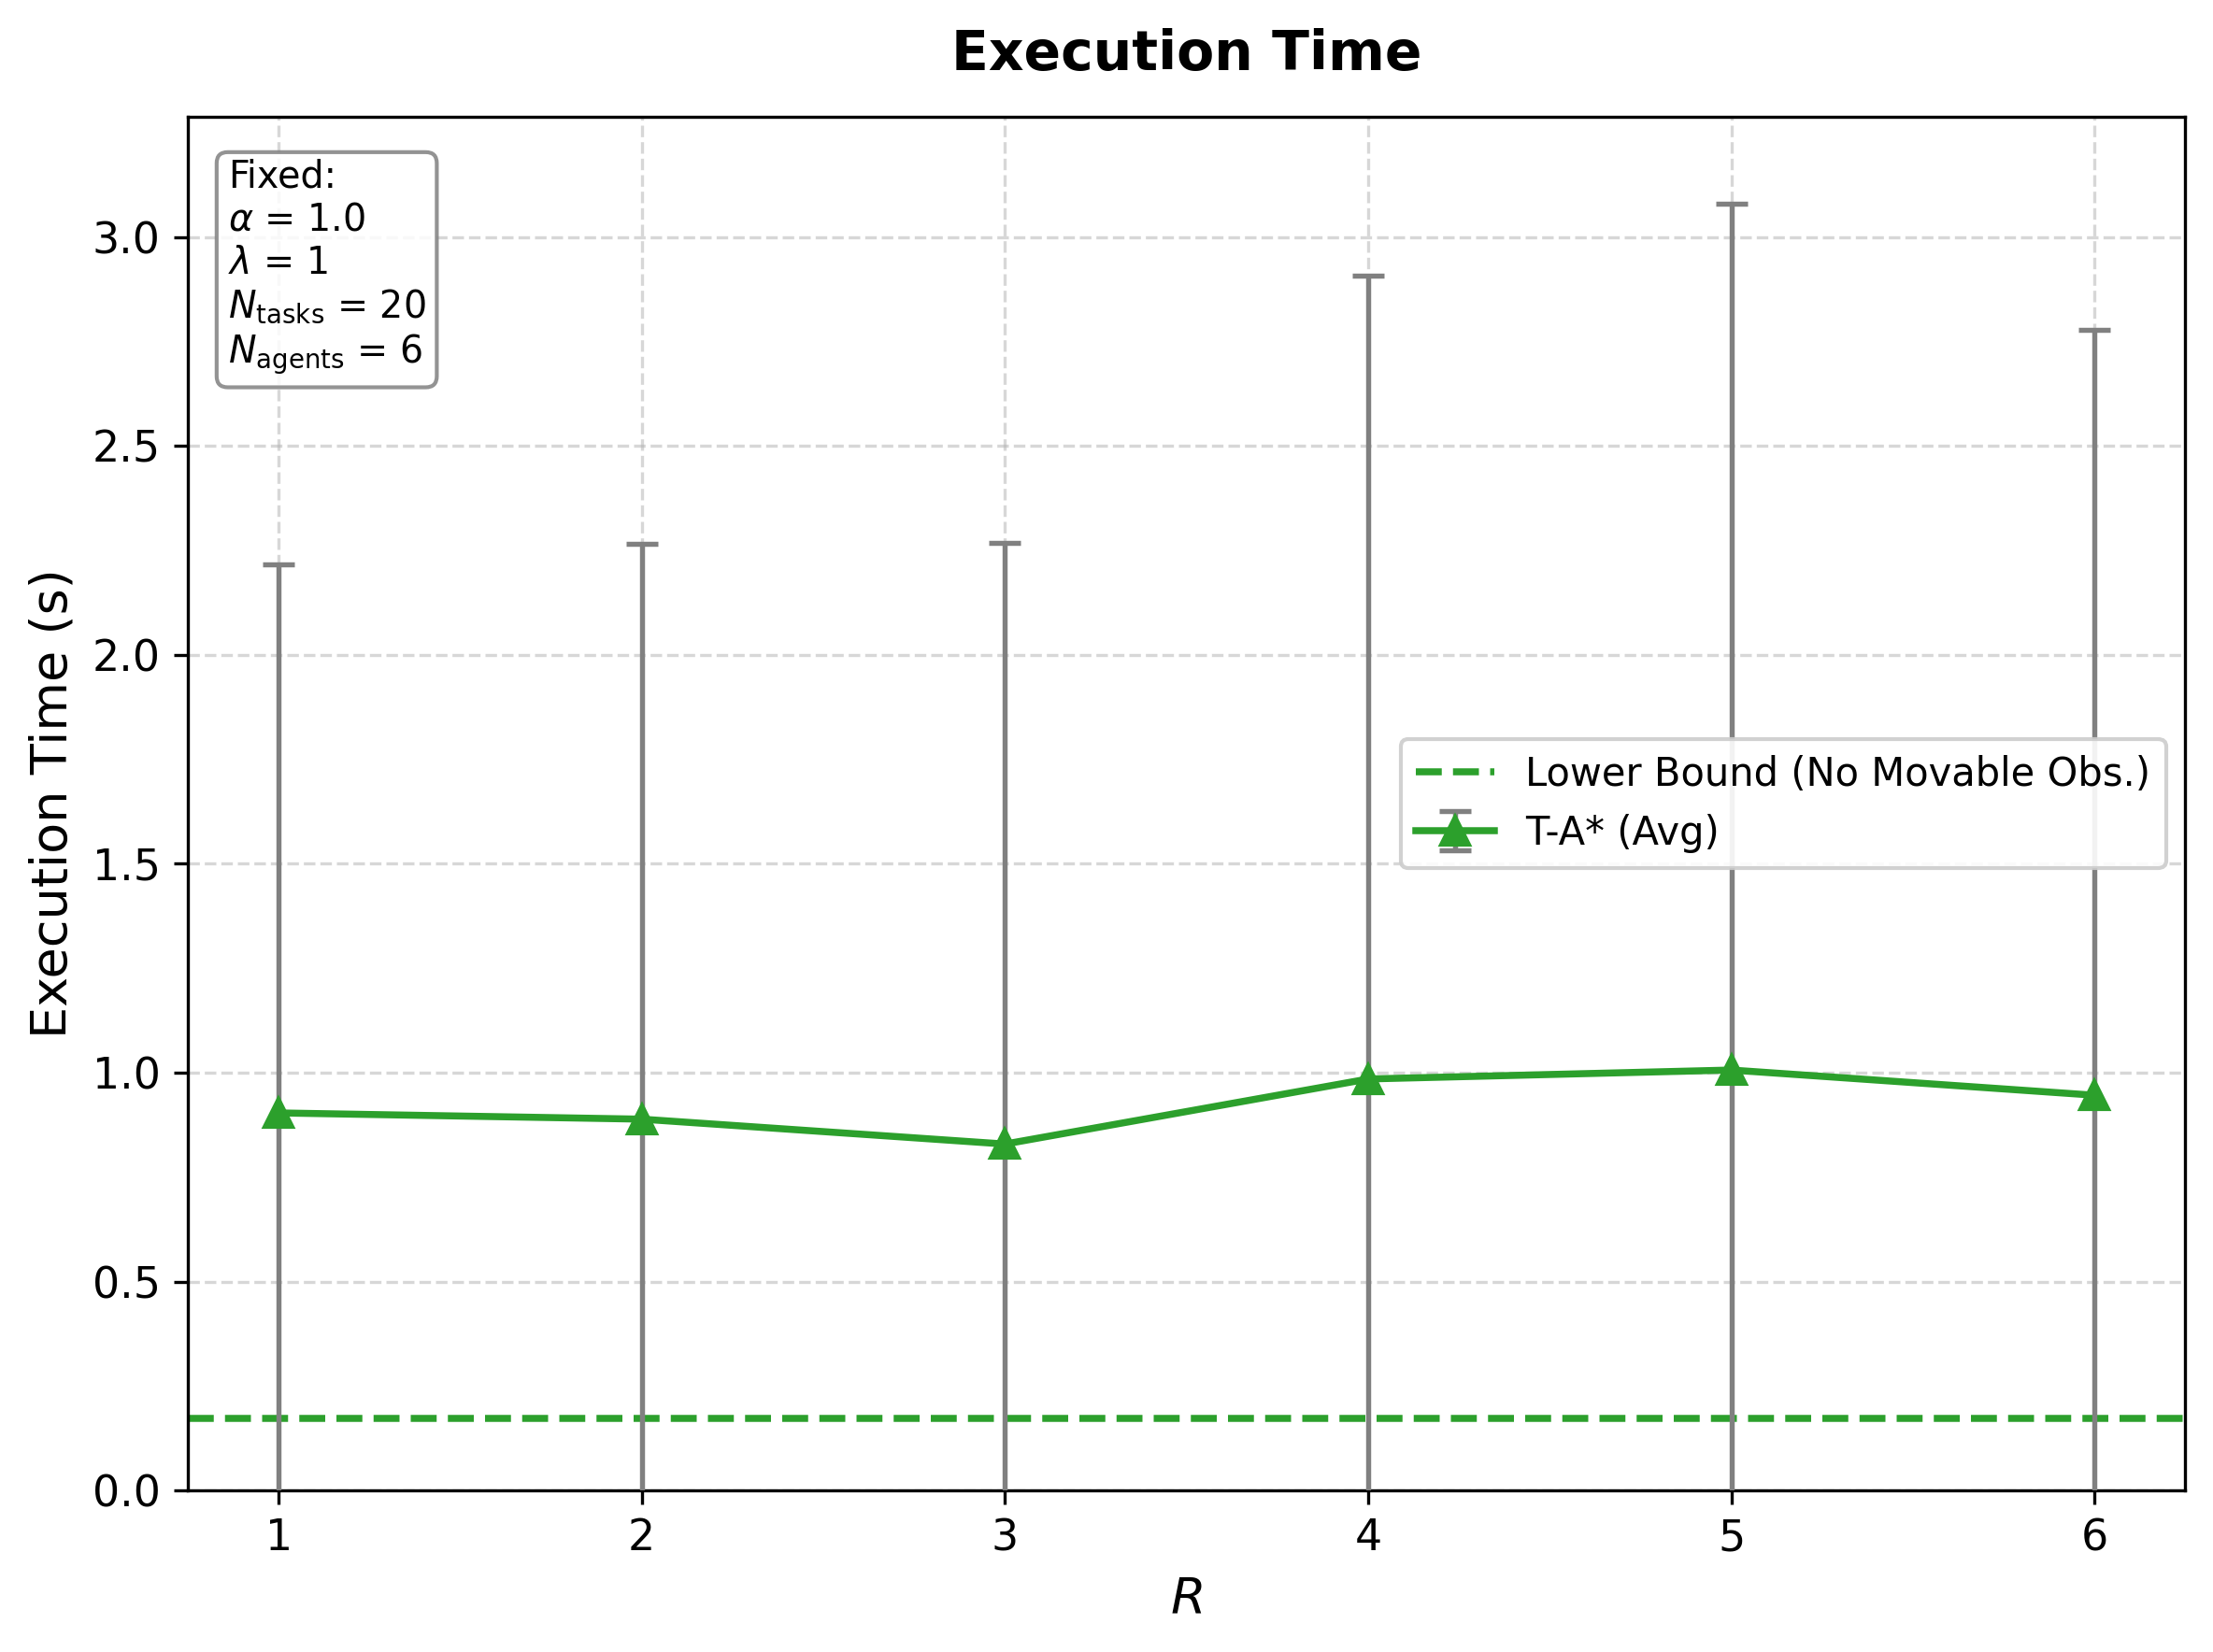 Execution Time
Fixed:
α = 1.0
λ = 1
N_tasks = 20
N_agents = 6
Execution Time (s)
3.0
2.5
2.0
1.5
1.0
0.5
0.0
Lower Bound (No Movable Obs.)
T-A* (Avg)
1 2 3 4 5 6
R